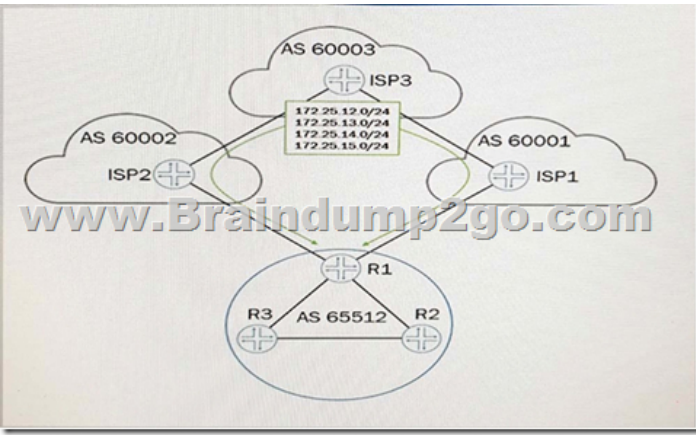 AS 60003
ISP3
172.25.12.0/24
172.25.13.0/24
172.25.14.0/24
172.25.15.0/24
AS 60002
AS 60001
ISP2
ISP1
www.Braindump2go.com
R1
R3
AS 65512
R2